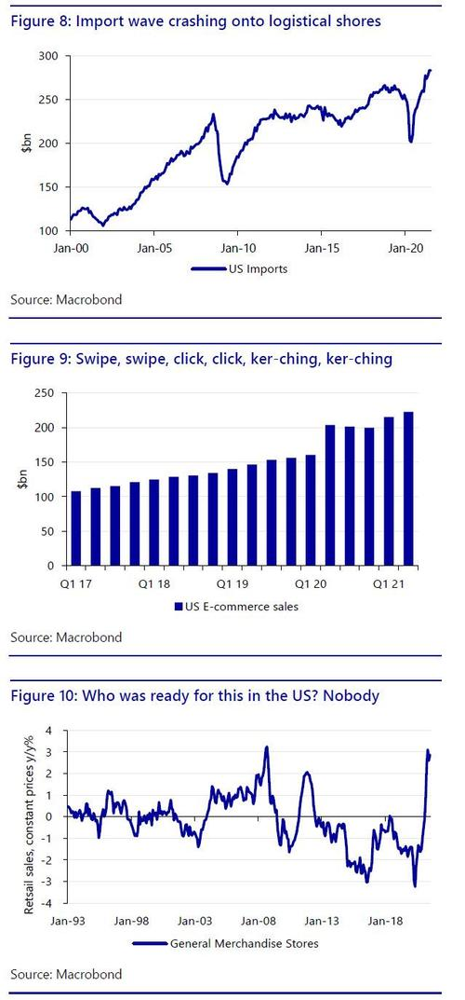 Figure 8: Import wave crashing onto logistical shores
300
250
200
150
100
$bn
Jan-00 Jan-05 Jan-10 Jan-15 Jan-20
US Imports
Source: Macrobond
Figure 9: Swipe, swipe, click, click, ker-ching, ker-ching
250
200
150
100
50
0
$bn
Q1 17 Q1 18 Q1 19 Q1 20 Q1 21
US E-commerce sales
Source: Macrobond
Figure 10: Who was ready for this in the US? Nobody
4
3
2
1
0
-1
-2
-3
-4
Retsail sales, constant prices y/y%
Jan-93 Jan-98 Jan-03 Jan-08 Jan-13 Jan-18
General Merchandise Stores
Source: Macrobond